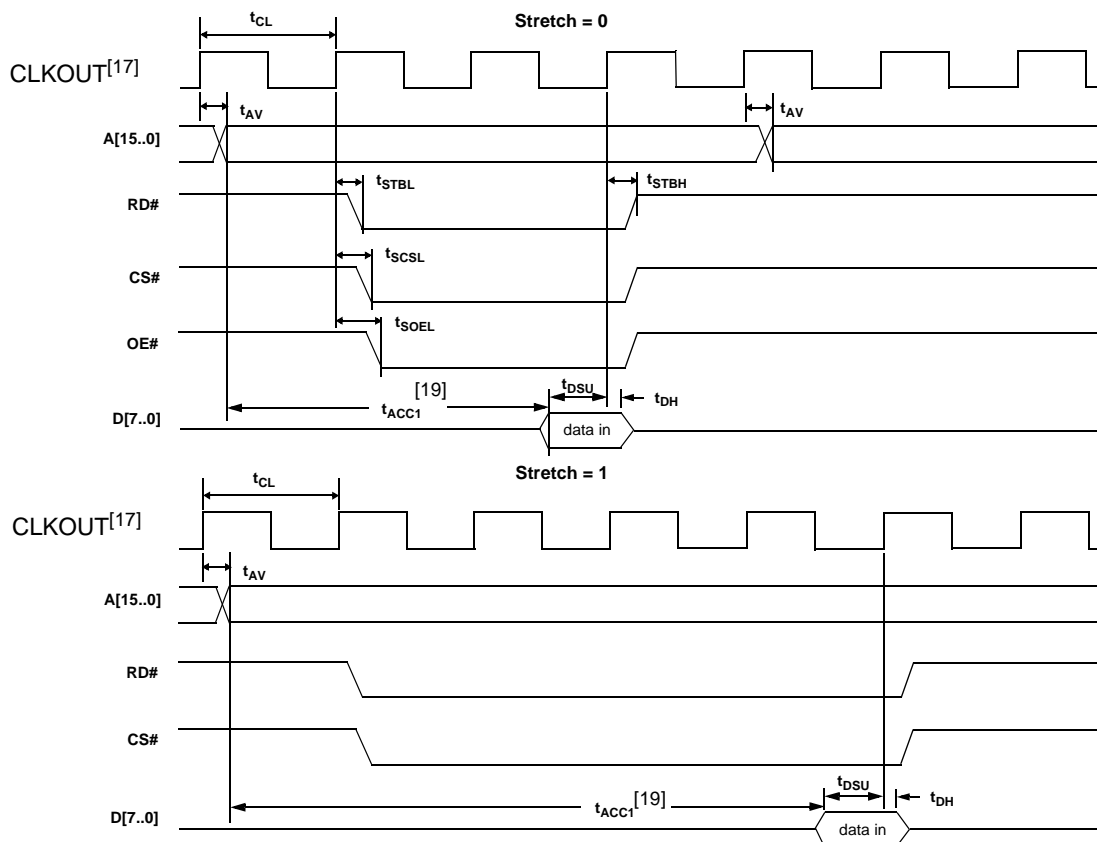 Stretch = 0
tCL
CLKOUT[17]
tAV
tAV
A[15..0]
tSTBL
tSTBH
RD#
tSCSL
CS#
tSOEL
OE#
[19]
tDSU
tACC1
tDH
D[7..0]
data in
Stretch = 1
tCL
CLKOUT[17]
tAV
A[15..0]
RD#
CS#
tDSU
tACC1[19]
tDH
D[7..0]
data in